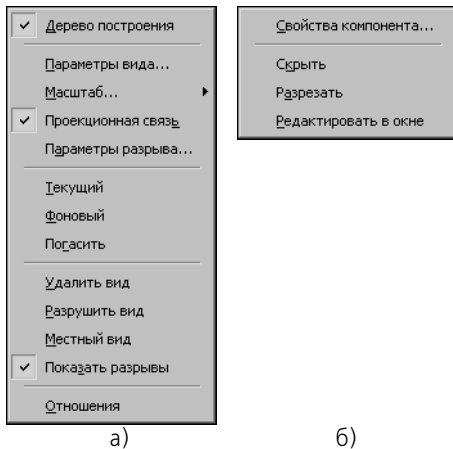 Дерево построения
Параметры вида...
Масштаб...
Проекционная связь
Параметры разрыва...
Текущий
Фоновый
Погасить
Удалить вид
Разрушить вид
Местный вид
Показать разрывы
Отношения
а)
Свойства компонента...
Скрыть
Разрезать
Редактировать в окне
б)